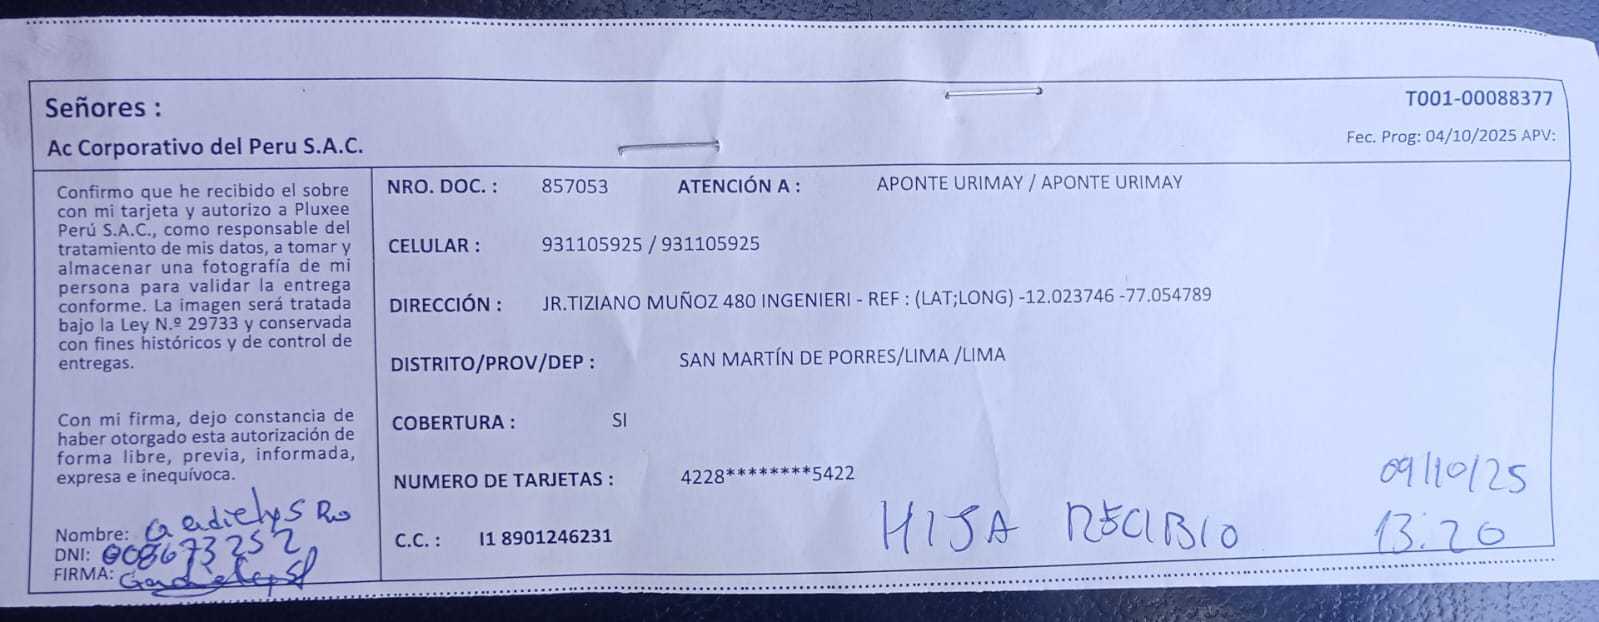 Señores :
Ac Corporativo del Peru S.A.C.
T001-00088377
Fec. Prog: 04/10/2025 APV:
Confirmo que he recibido el sobre
con mi tarjeta y autorizo a Pluxee
Perú S.A.C., como responsable del
tratamiento de mis datos, a tomar y
almacenar una fotografía de mi
persona para validar la entrega
conforme. La imagen será tratada
bajo la Ley N.º 29733 y conservada
con fines históricos y de control de
entregas.
Con mi firma, dejo constancia de
haber otorgado esta autorización de
forma libre, previa, informada,
expresa e inequívoca.
Nombre:
DNI: 008673252
FIRMA:
NRO. DOC. : 857053 ATENCIÓN A : APONTE URIMAY / APONTE URIMAY
CELULAR : 931105925 / 931105925
DIRECCIÓN : JR.TIZIANO MUÑOZ 480 INGENIERI - REF : (LAT;LONG) -12.023746 -77.054789
DISTRITO/PROV/DEP : SAN MARTÍN DE PORRES/LIMA /LIMA
COBERTURA : SI
NUMERO DE TARJETAS : 4228********5422
C.C. : I1 8901246231
HIJA RECIBIO
09/10/25
13:20